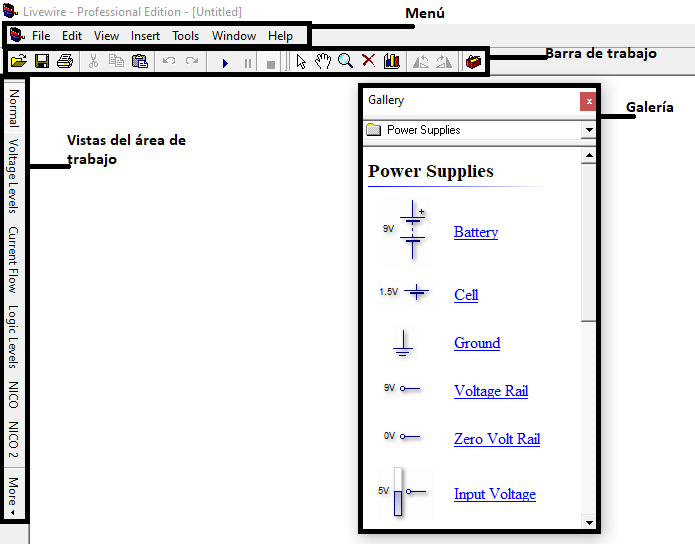 Livewire - Professional Edition - [Untitled]
Menú
File Edit View Insert Tools Window Help
Barra de trabajo
Gallery
Galería
Power Supplies
Vistas del área de
trabajo
Power Supplies
9V Battery
1.5V Cell
Ground
9V Voltage Rail
0V Zero Volt Rail
5V Input Voltage
Normal
Voltage Levels
Current Flow
Logic Levels
NICO
NICO 2
More